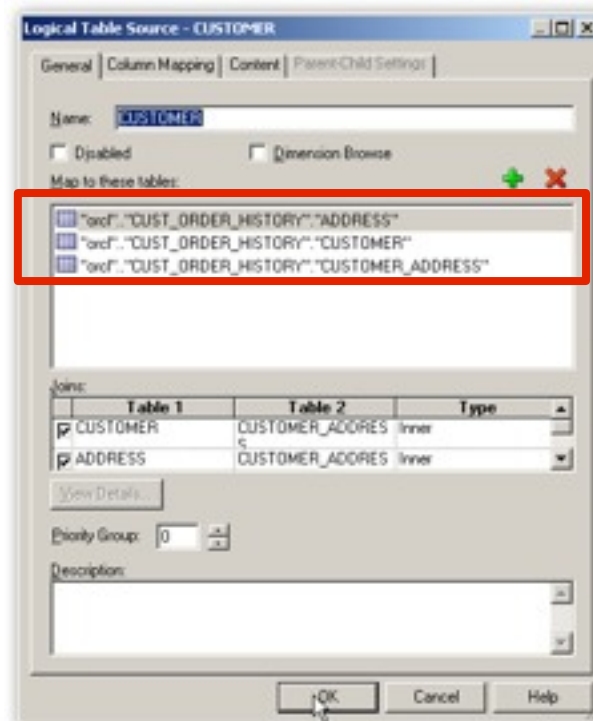 Logical Table Source - CUSTOMER
General Column Mapping Content Parent-Child Settings
Name: CUSTOMER
Disabled Dimension Browse
Map to these tables:
"orcl".."CUST_ORDER_HISTORY"."ADDRESS"
"orcl".."CUST_ORDER_HISTORY"."CUSTOMER"
"orcl".."CUST_ORDER_HISTORY"."CUSTOMER_ADDRESS"
Joins:
Table 1 Table 2 Type
CUSTOMER CUSTOMER_ADDRES Inner
S
ADDRESS CUSTOMER_ADDRES Inner
View Details...
Priority Group: 0
Description:
OK Cancel Help